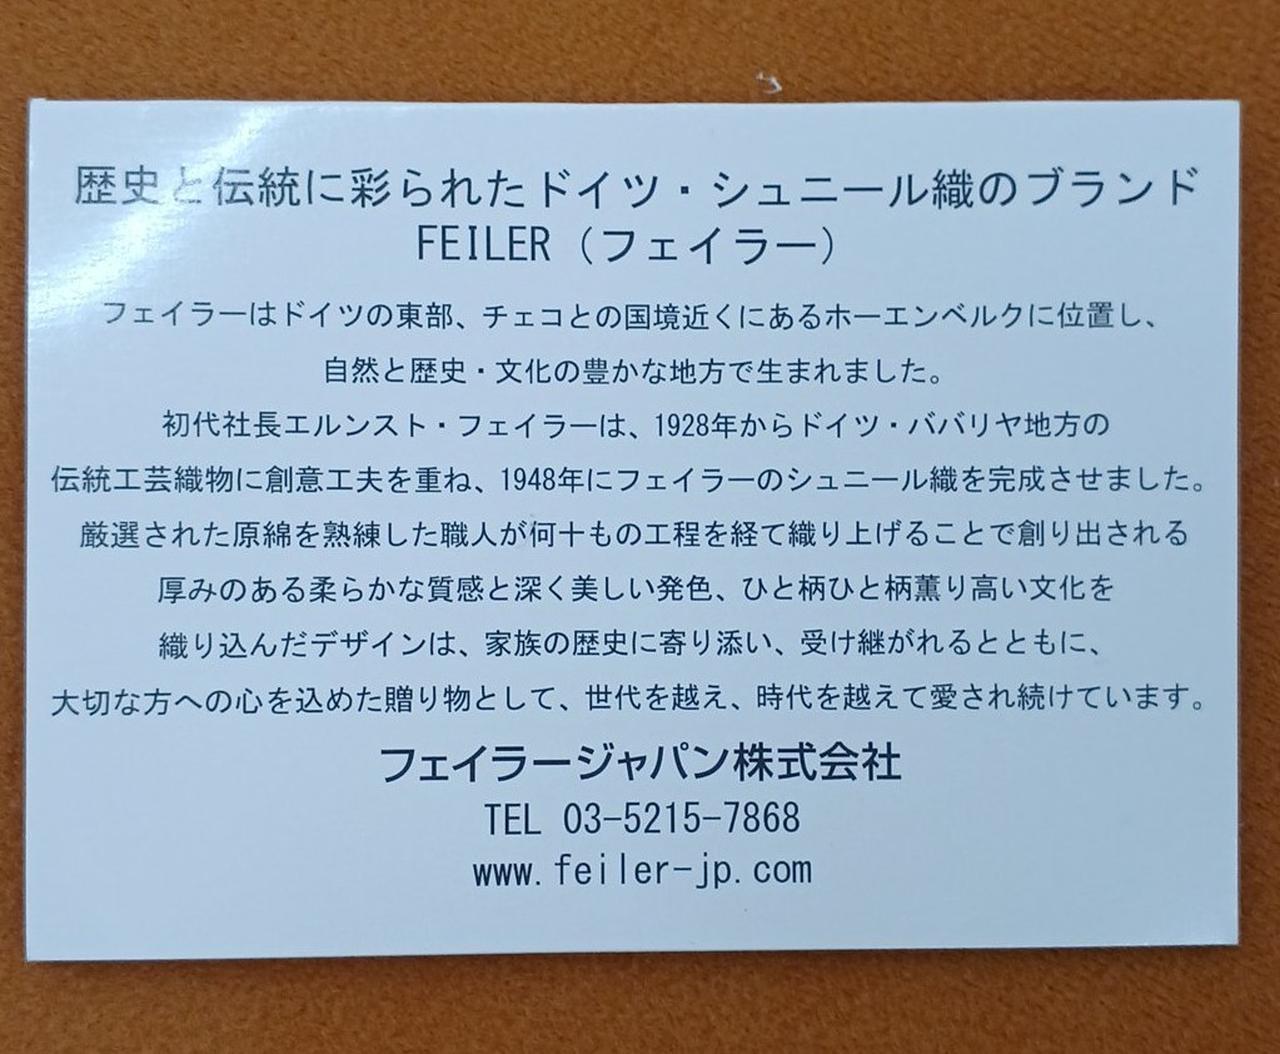 歴史と伝統に彩られたドイツ・シュニール織のブランド
FEILER（フェイラー）
フェイラーはドイツの東部、チェコとの国境近くにあるホーエンベルクに位置し、
自然と歴史・文化の豊かな地方で生まれました。
初代社長エルンスト・フェイラーは、1928年からドイツ・ババリヤ地方の
伝統工芸織物に創意工夫を重ね、1948年にフェイラーのシュニール織を完成させました。
厳選された原綿を熟練した職人が何十もの工程を経て織り上げることで創り出される
厚みのある柔らかな質感と深く美しい発色、ひと柄ひと柄薫り高い文化を
織り込んだデザインは、家族の歴史に寄り添い、受け継がれるとともに、
大切な方への心を込めた贈り物として、世代を越え、時代を越えて愛され続けています。
フェイラージャパン株式会社
TEL 03-5215-7868
www.feiler-jp.com